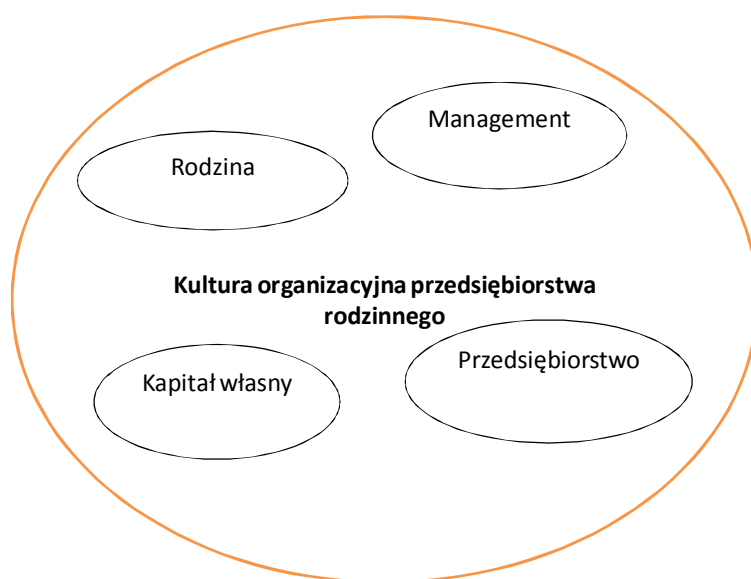 Management
Rodzina
Kultura organizacyjna przedsiębiorstwa
rodzinnego
Przedsiębiorstwo
Kapitał własny